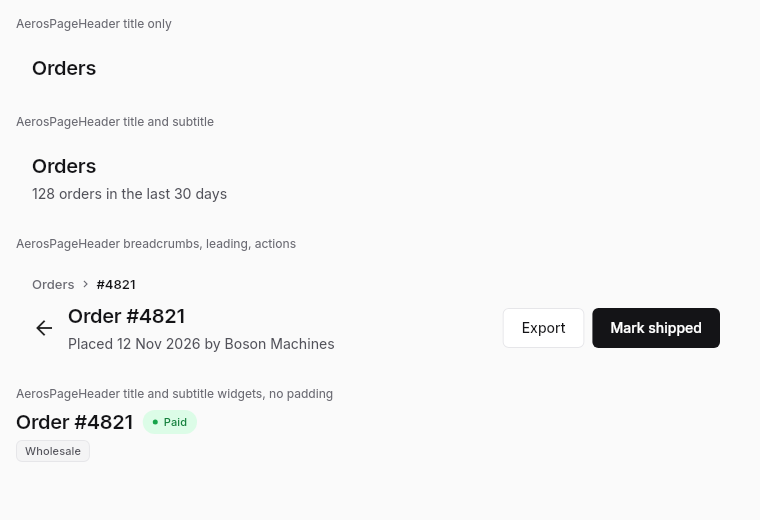 AerosPageHeader title only
Orders
AerosPageHeader title and subtitle
Orders
128 orders in the last 30 days
AerosPageHeader breadcrumbs, leading, actions
Orders > #4821
Order #4821
Placed 12 Nov 2026 by Boson Machines
Export
Mark shipped
AerosPageHeader title and subtitle widgets, no padding
Order #4821
Paid
Wholesale